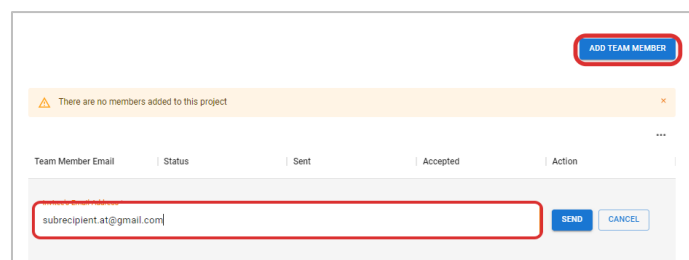 ADD TEAM MEMBER
There are no members added to this project ×
...
Team Member Email Status Sent Accepted Action
Invitee's Email Address
subrecipient.at@gmail.com SEND CANCEL